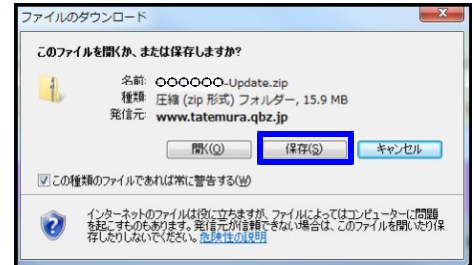 ファイルのダウンロード
このファイルを開くか、または保存しますか?
名前: ○○○○○○-Update.zip
種類: 圧縮 (zip 形式) フォルダー, 15.9 MB
発信元: www.tatemura.qbz.jp
開く(O) 保存(S) キャンセル
この種類のファイルであれば常に警告する(W)
インターネットのファイルは役に立ちますが、ファイルによってはコンピューターに問題
を起こすものもあります。発信元が信頼できない場合は、このファイルを開いたり保
存したりしないでください。危険性の説明